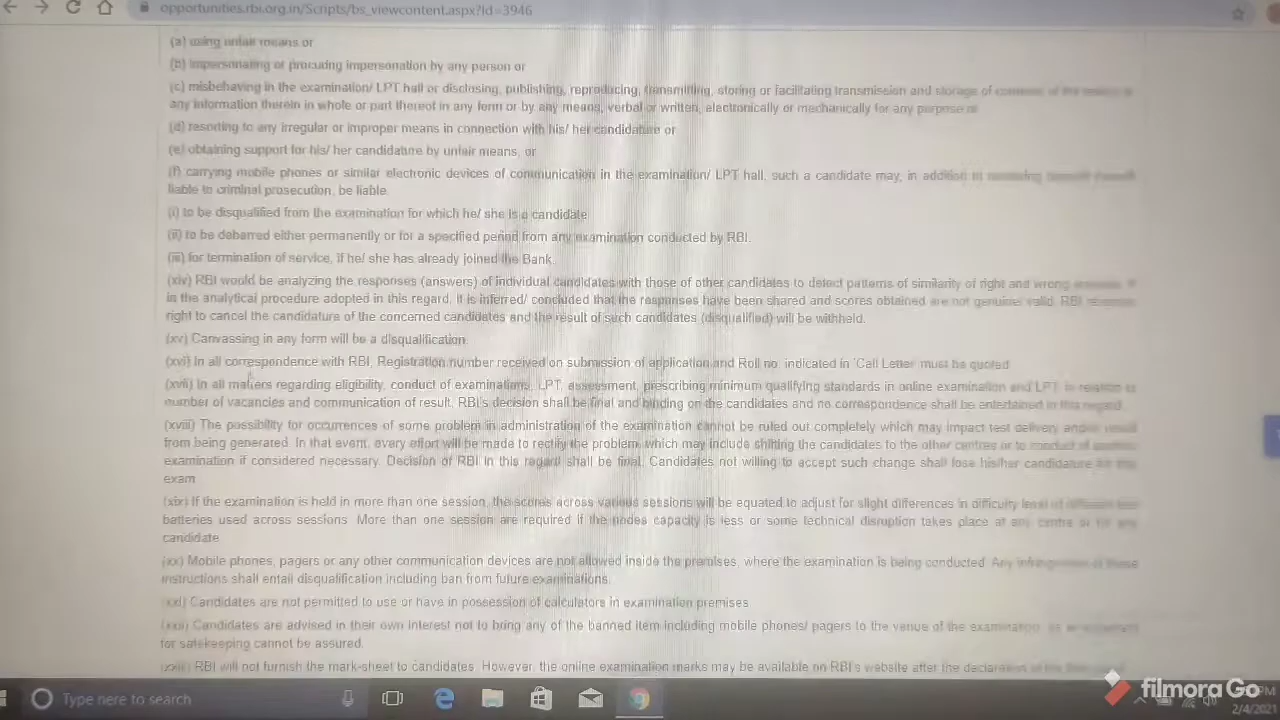 opportunities.rbi.org.in/Scripts/bs_viewcontent.aspx?Id=3946
(a) using unfair means or
(b) impersonating or procuring impersonation by any person or
(c) misbehaving in the examination/ LPT hall or disclosing, publishing, reproducing, transmitting, storing or facilitating transmission and storage of
any information therein in whole or part thereof in any form or by any means, verbal or written, electronically or mechanically for any purpose or
(d) resorting to any irregular or improper means in connection with his/ her candidature or
(e) obtaining support for his/ her candidature by unfair means, or
(f) carrying mobile phones or similar electronic devices of communication in the examination/ LPT hall, such a candidate may, in addition to
liable to criminal prosecution, be liable
(i) to be disqualified from the examination for which he/ she is a candidate
(ii) to be debarred either permanently or for a specified period from any examination conducted by RBI.
(iii) for termination of service, if he/ she has already joined the Bank.
(xiv) RBI would be analyzing the responses (answers) of individual candidates with those of other candidates to detect patterns of similarity of right and wrong
in the analytical procedure adopted in this regard, it is inferred/ concluded that the responses have been shared and scores obtained are not genuine/ valid. RBI
right to cancel the candidature of the concerned candidates and the result of such candidates (disqualified) will be withheld.
(xv) Canvassing in any form will be a disqualification.
(xvi) In all correspondence with RBI, Registration number received on submission of application and Roll no. indicated in 'Call Letter' must be quoted
(xvii) In all matters regarding eligibility, conduct of examinations, LPT, assessment, prescribing minimum qualifying standards in online examination and LPT in relation to
number of vacancies and communication of result, RBI's decision shall be final and binding on the candidates and no correspondence shall be entertained in this regard.
(xviii) The possibility for occurrences of some problem in administration of the examination cannot be ruled out completely which may impact test delivery and/or result
from being generated. In that event, every effort will be made to rectify the problem, which may include shifting the candidates to the other centres or to conduct of
examination if considered necessary. Decision of RBI in this regard shall be final. Candidates not willing to accept such change shall lose his/her candidature for this
exam
(xix) If the examination is held in more than one session, the scores across various sessions will be equated to adjust for slight differences in difficulty level of different test
batteries used across sessions. More than one session are required if the nodes capacity is less or some technical disruption takes place at any centre or for any
candidate
(xx) Mobile phones, pagers or any other communication devices are not allowed inside the premises, where the examination is being conducted. Any infringement of these
instructions shall entail disqualification including ban from future examinations.
(xxi) Candidates are not permitted to use or have in possession of calculators in examination premises
(xxii) Candidates are advised in their own interest not to bring any of the banned item including mobile phones/ pagers to the venue of the examination,
for safekeeping cannot be assured.
(xxiii) RBI will not furnish the mark-sheet to candidates. However, the online examination marks may be available on RBI's website after the declaration of
Type here to search
filmora Go
PM
2/4/2021